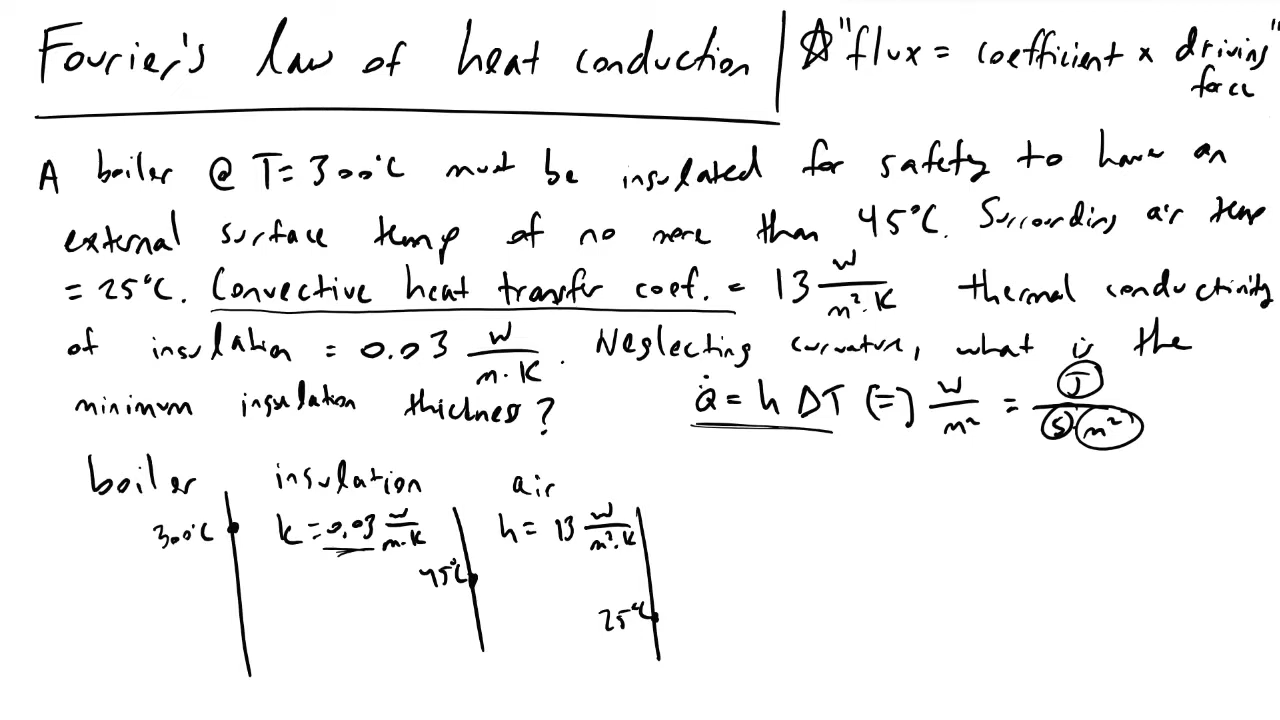 Fourier's law of heat conduction
☆ "flux = coefficient × driving force"
A boiler @ T = 300°C must be insulated for safety to have an
external surface temp of no more than 45°C. Surrounding air temp
= 25°C. Convective heat transfer coef. = 13 W/m²·K thermal conductivity
of insulation = 0.03 W/m·K. Neglecting curvature, what is the
minimum insulation thickness?
Q̇ = h ΔT (=) W/m² = J/s·m²
boiler insulation air
300°C k = 0.03 W/m·K h = 13 W/m²·K
45°C
25°C